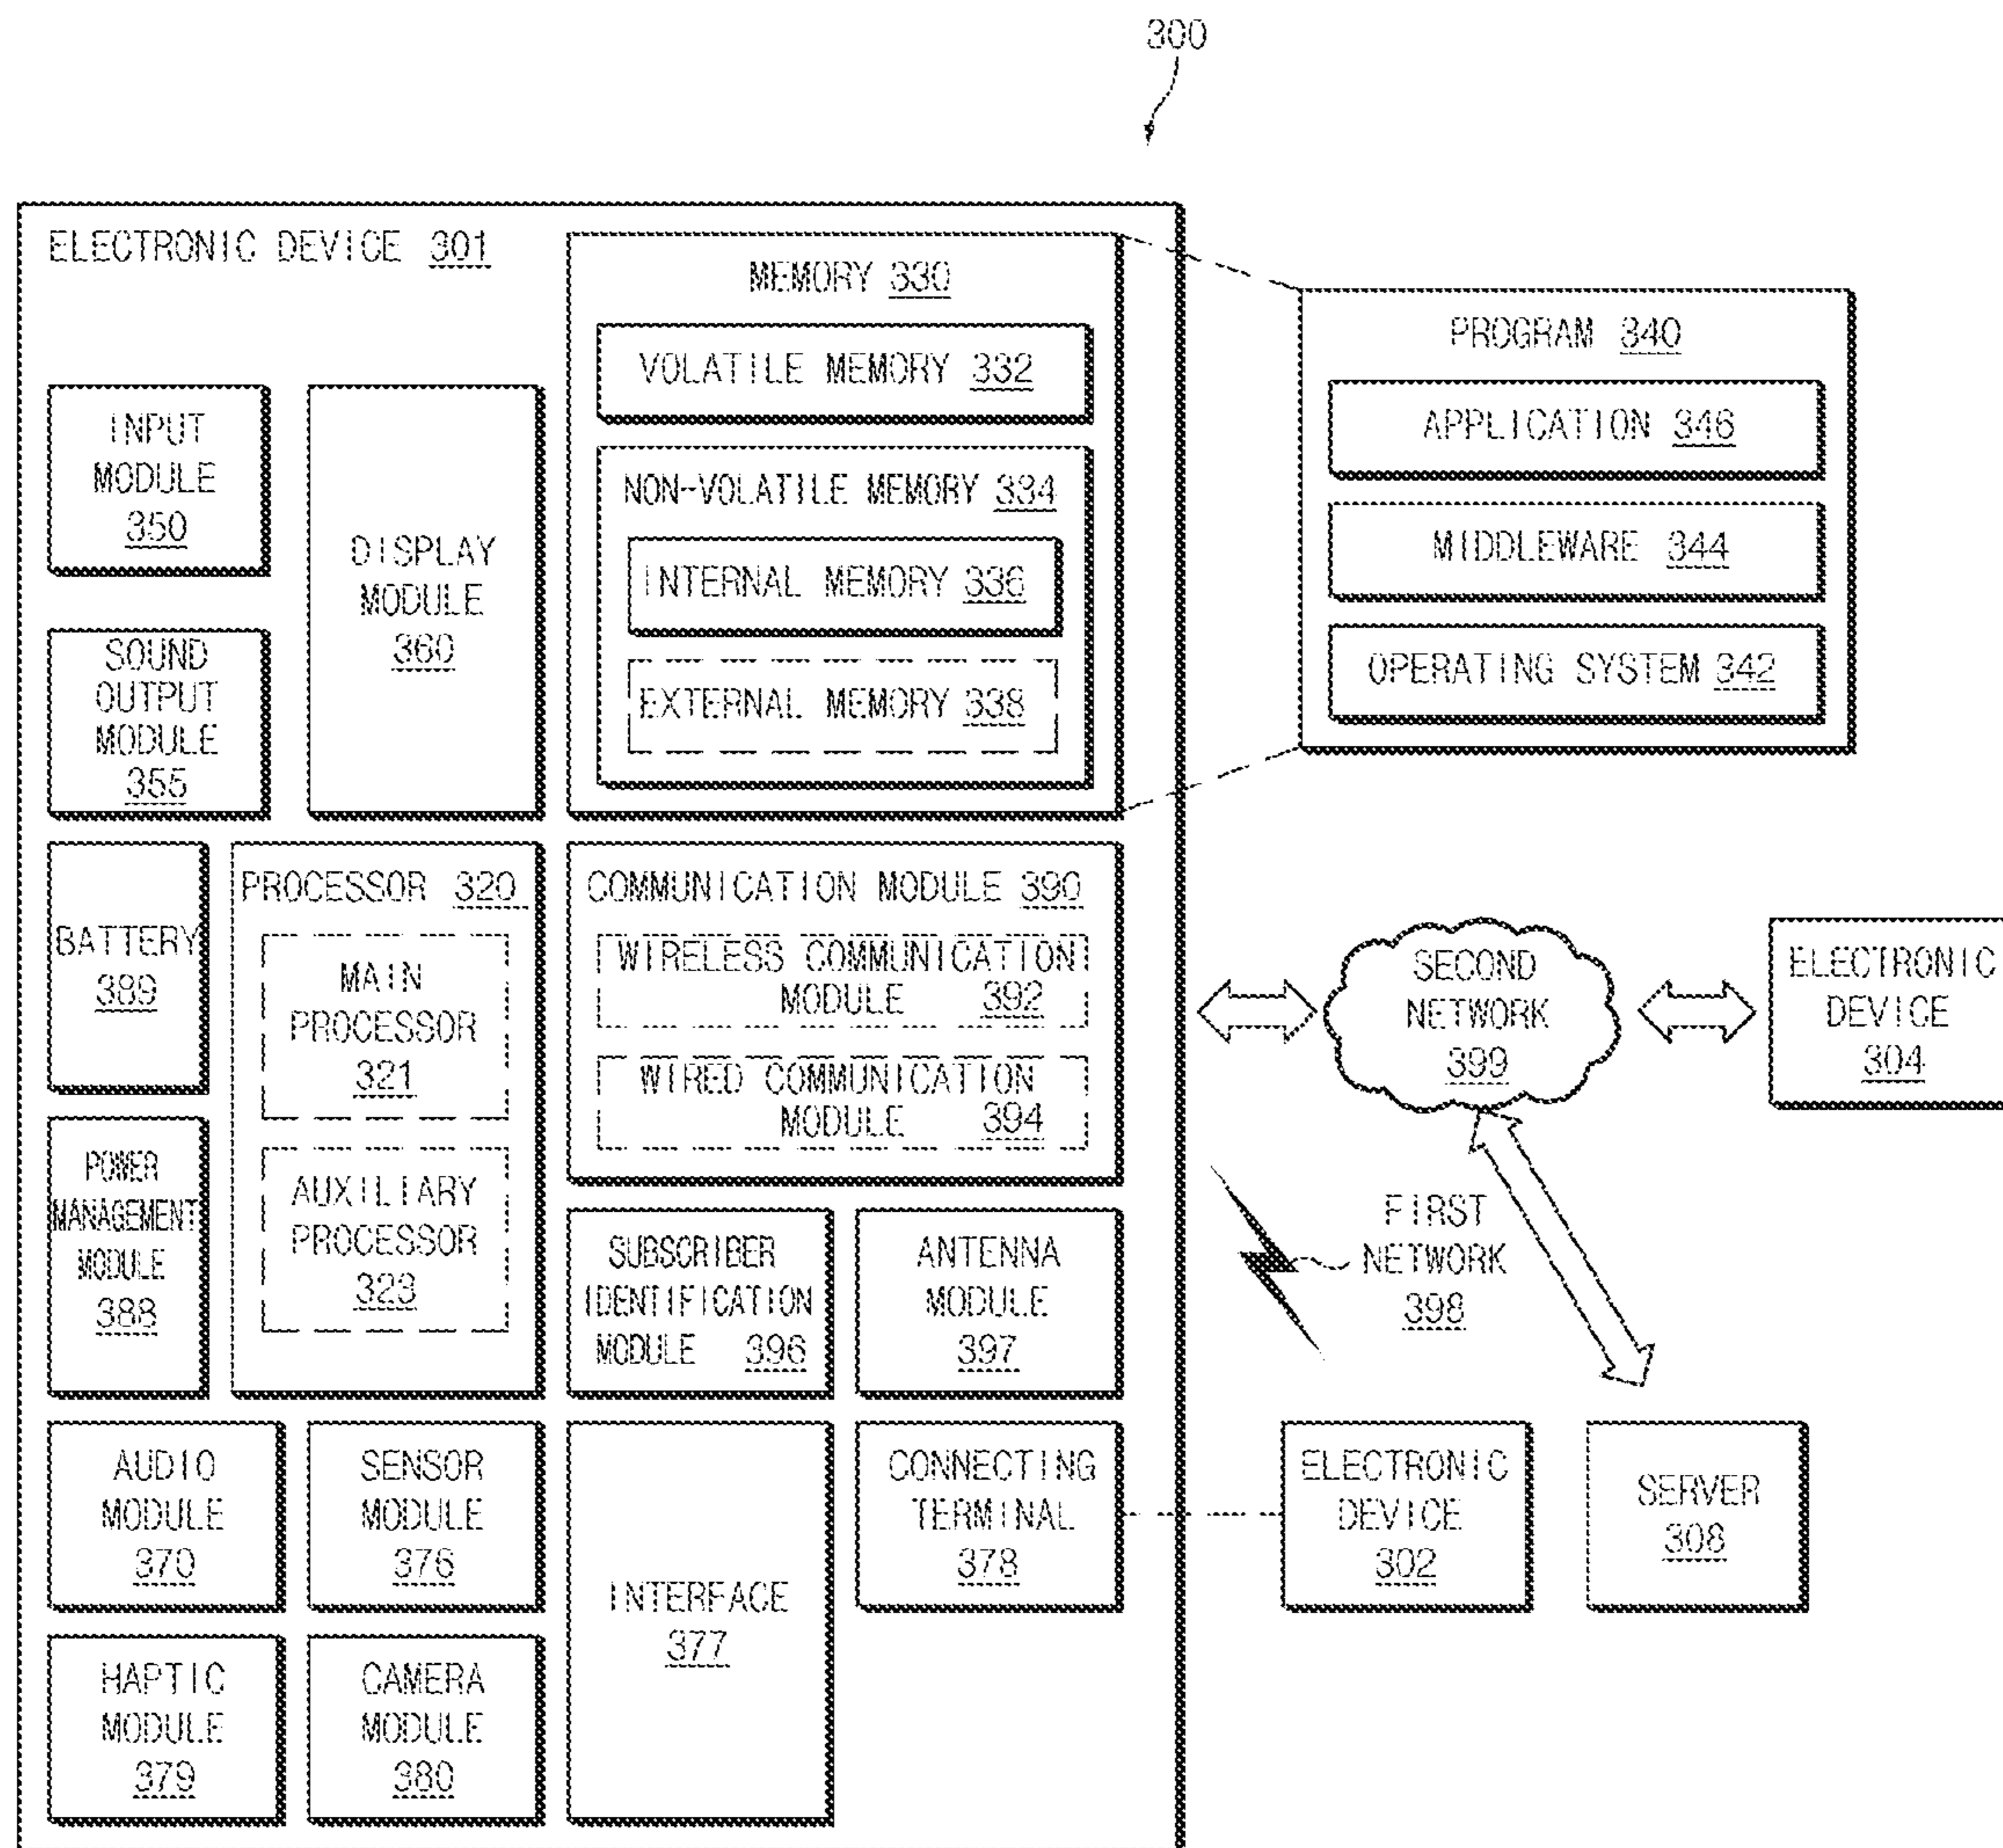 300
ELECTRONIC DEVICE 301
MEMORY 330
VOLATILE MEMORY 332
NON-VOLATILE MEMORY 334
INTERNAL MEMORY 336
EXTERNAL MEMORY 338
PROGRAM 340
APPLICATION 346
MIDDLEWARE 344
OPERATING SYSTEM 342
INPUT
MODULE
350
SOUND
OUTPUT
MODULE
355
DISPLAY
MODULE
360
BATTERY
389
POWER
MANAGEMENT
MODULE
388
PROCESSOR 320
MAIN
PROCESSOR
321
AUXILIARY
PROCESSOR
323
COMMUNICATION MODULE 390
WIRELESS COMMUNICATION
MODULE 392
WIRED COMMUNICATION
MODULE 394
SUBSCRIBER
IDENTIFICATION
MODULE 396
ANTENNA
MODULE
397
SECOND
NETWORK
399
ELECTRONIC
DEVICE
304
FIRST
NETWORK
398
AUDIO
MODULE
370
SENSOR
MODULE
376
INTERFACE
377
CONNECTING
TERMINAL
378
ELECTRONIC
DEVICE
302
SERVER
308
HAPTIC
MODULE
379
CAMERA
MODULE
380